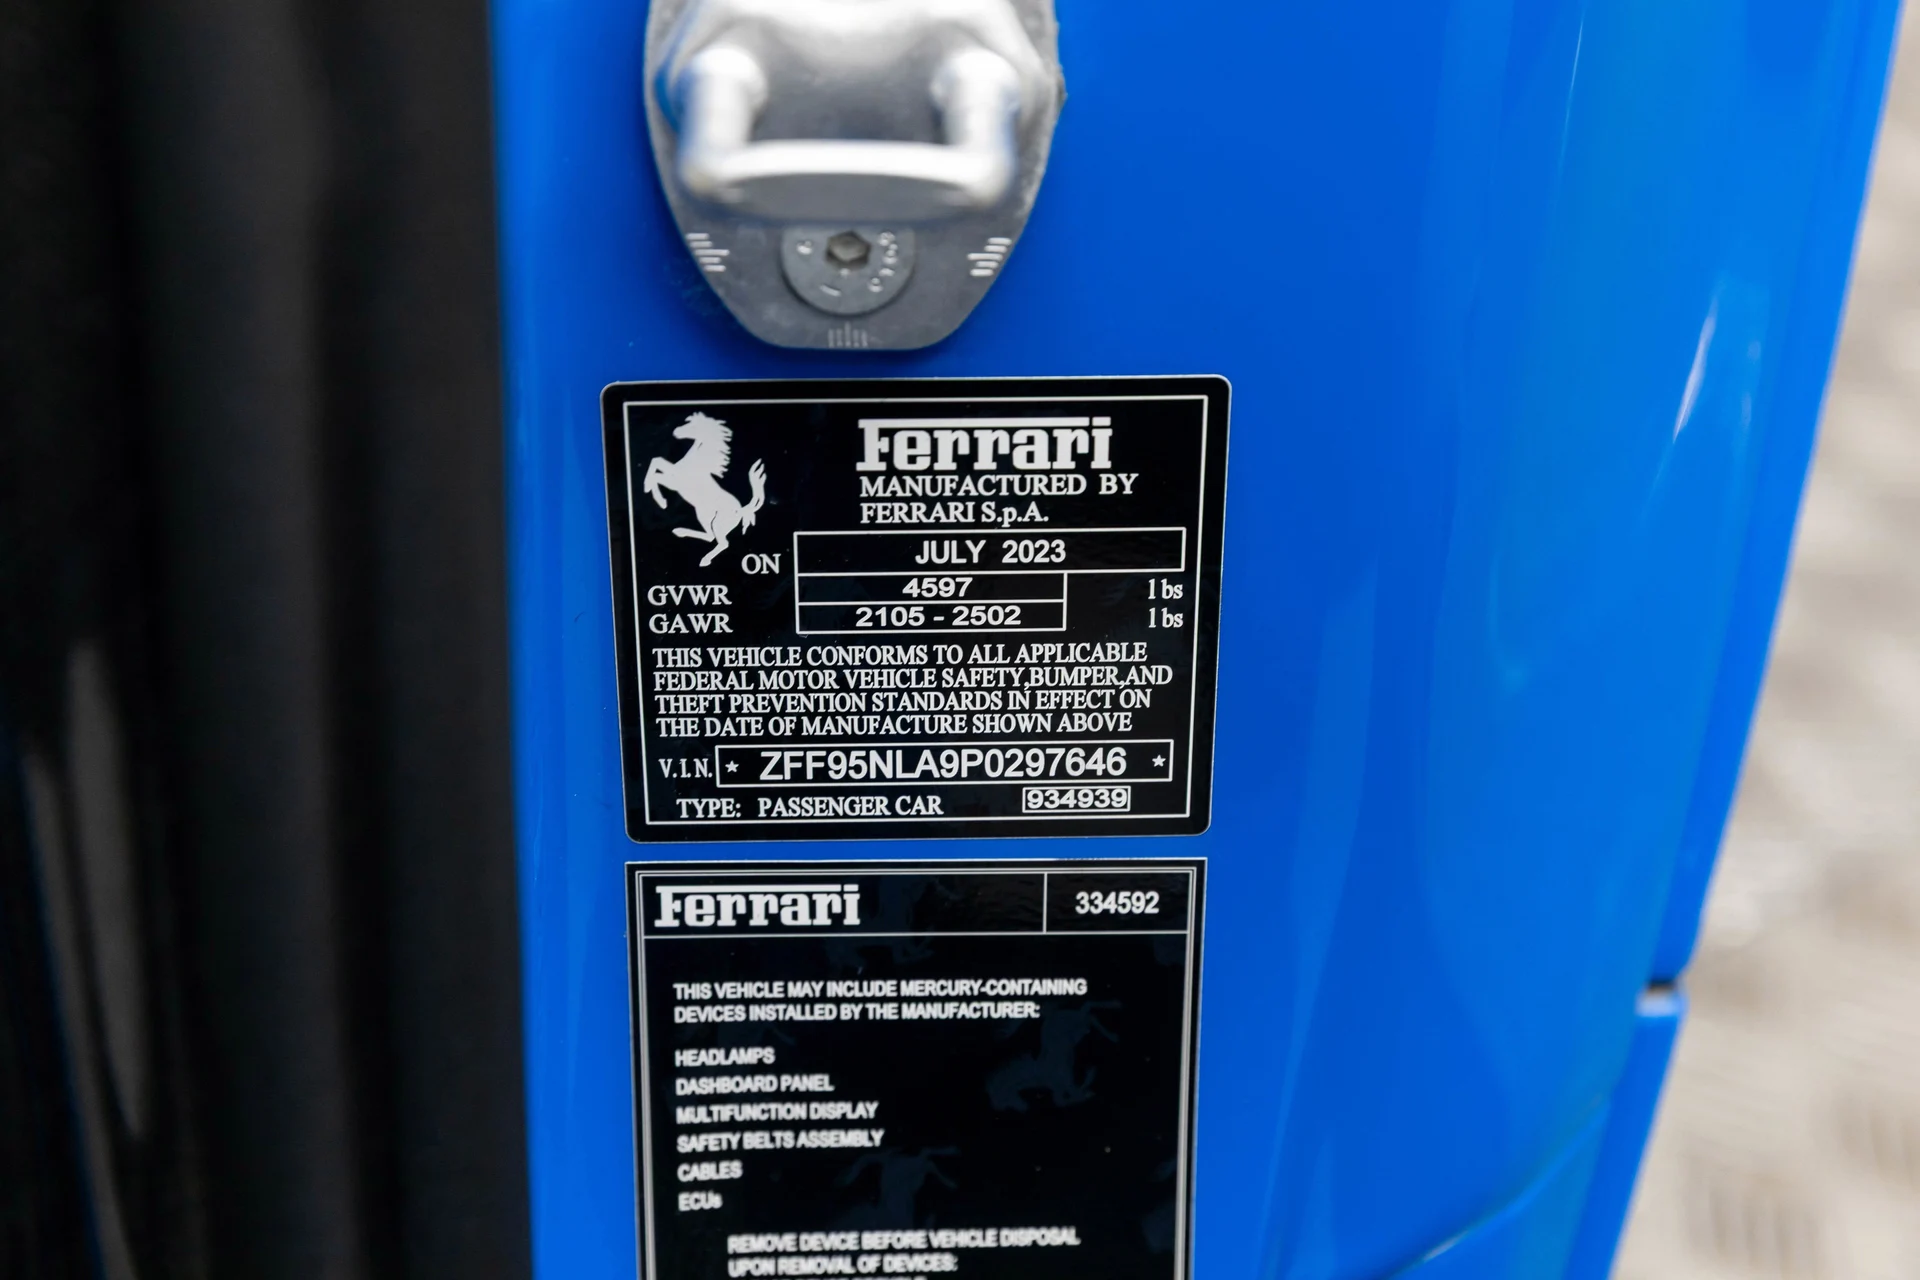 Ferrari
MANUFACTURED BY
FERRARI S.p.A.
ON JULY 2023
GVWR 4597 lbs
GAWR 2105 - 2502 lbs
THIS VEHICLE CONFORMS TO ALL APPLICABLE
FEDERAL MOTOR VEHICLE SAFETY,BUMPER,AND
THEFT PREVENTION STANDARDS IN EFFECT ON
THE DATE OF MANUFACTURE SHOWN ABOVE
V.I.N. * ZFF95NLA9P0297646 *
TYPE: PASSENGER CAR 934939
Ferrari 334592
THIS VEHICLE MAY INCLUDE MERCURY-CONTAINING
DEVICES INSTALLED BY THE MANUFACTURER:
HEADLAMPS
DASHBOARD PANEL
MULTIFUNCTION DISPLAY
SAFETY BELTS ASSEMBLY
CABLES
ECUs
REMOVE DEVICE BEFORE VEHICLE DISPOSAL
UPON REMOVAL OF DEVICES: